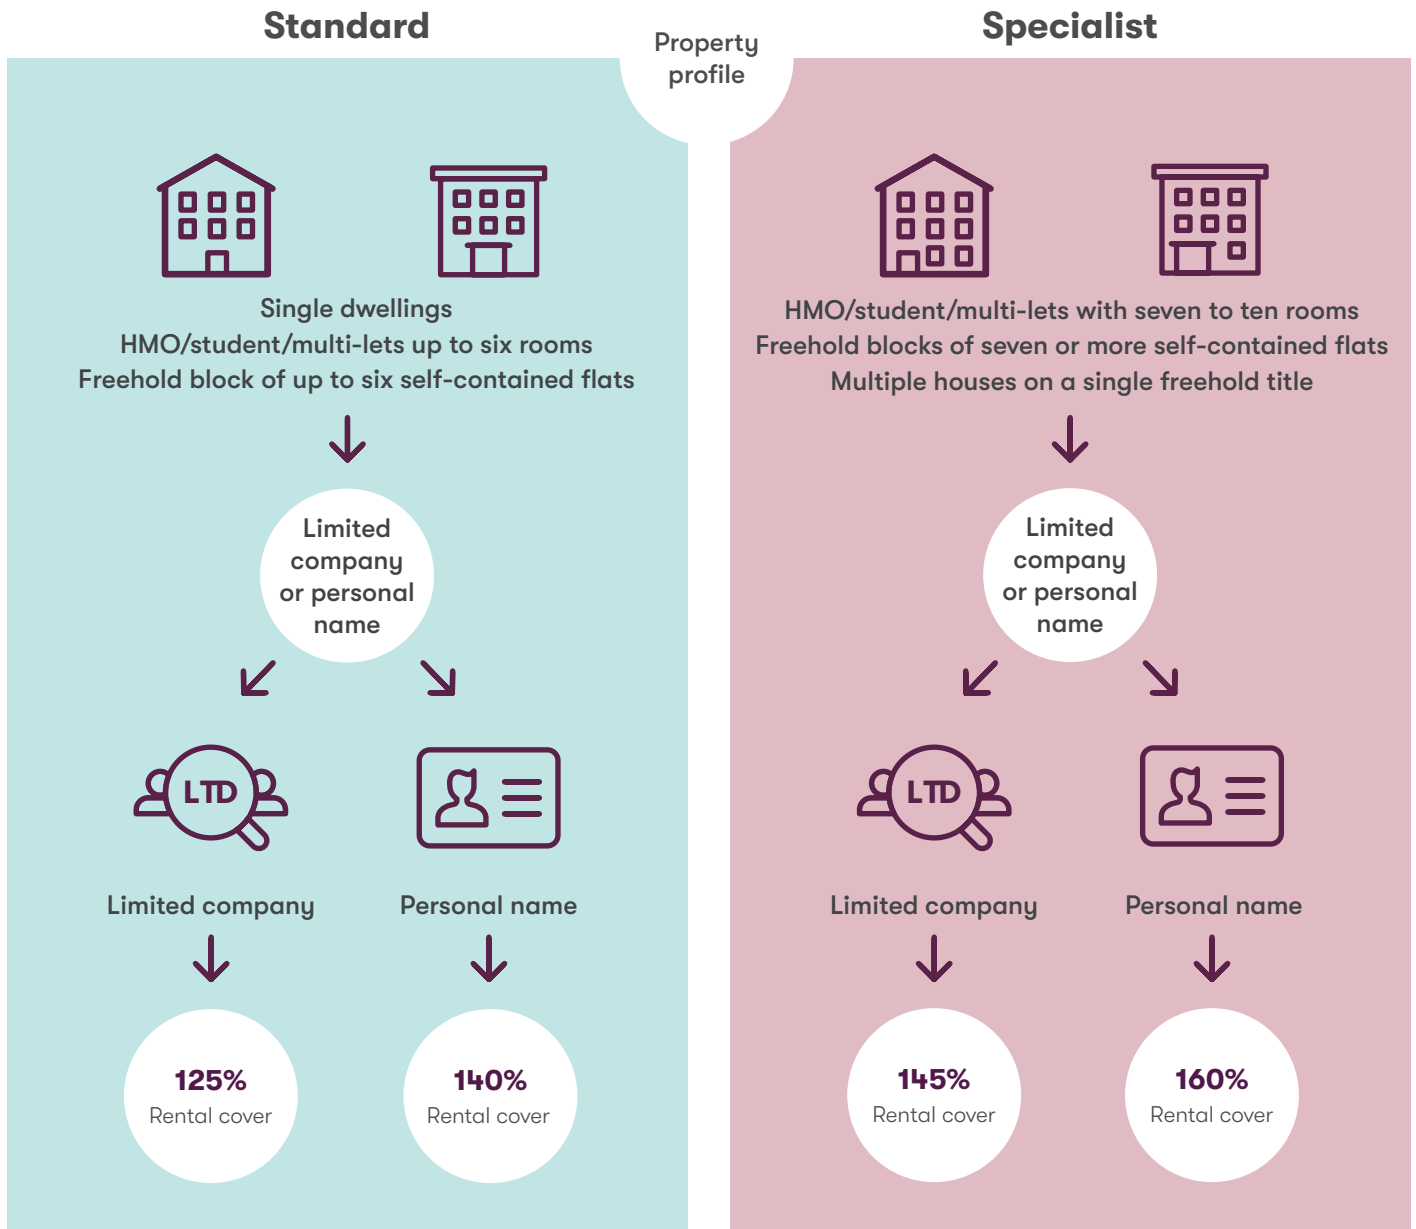 Standard
Property
profile
Specialist
Single dwellings
HMO/student/multi-lets up to six rooms
Freehold block of up to six self-contained flats
Limited
company
or personal
name
LTD
Limited company
Personal name
125%
Rental cover
140%
Rental cover
HMO/student/multi-lets with seven to ten rooms
Freehold blocks of seven or more self-contained flats
Multiple houses on a single freehold title
Limited
company
or personal
name
LTD
Limited company
Personal name
145%
Rental cover
160%
Rental cover